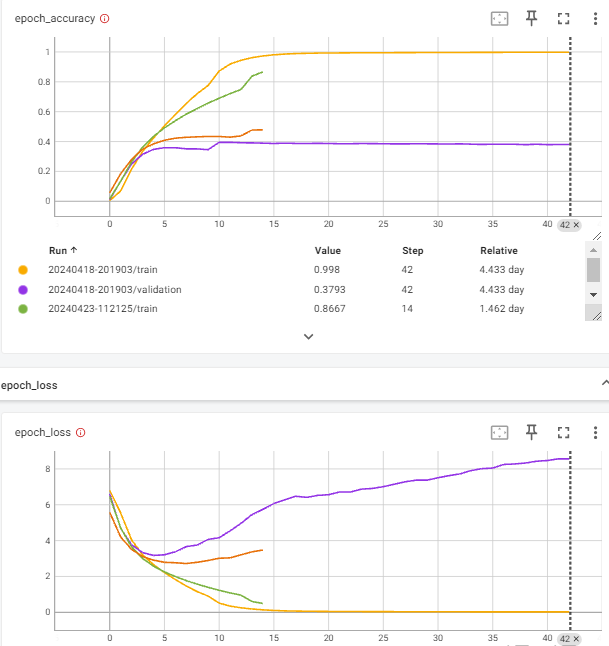 epoch_accuracy
1
0.8
0.6
0.4
0.2
0
0 5 10 15 20 25 30 35 40 42 ×
Run ↑ Value Step Relative
20240418-201903/train 0.998 42 4.433 day
20240418-201903/validation 0.3793 42 4.433 day
20240423-112125/train 0.8667 14 1.462 day
epoch_loss
epoch_loss
8
6
4
2
0
0 5 10 15 20 25 30 35 40 42 ×